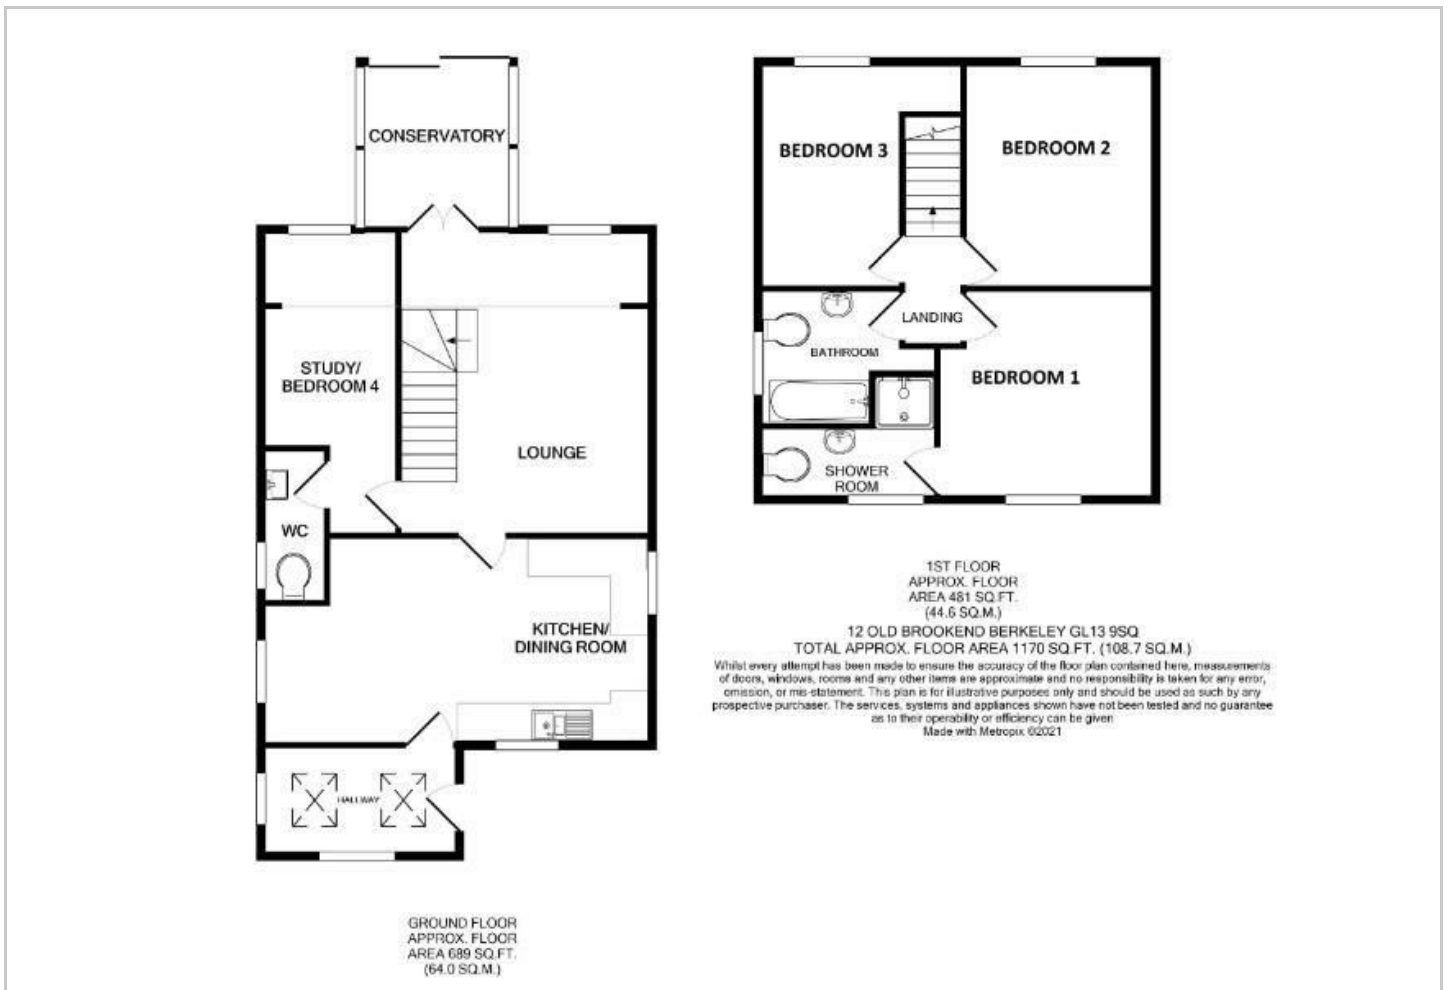 CONSERVATORY
STUDY/
BEDROOM 4
LOUNGE
WC
KITCHEN/
DINING ROOM
HALLWAY
GROUND FLOOR
APPROX. FLOOR
AREA 689 SQ.FT.
(64.0 SQ.M.)
BEDROOM 3
BEDROOM 2
LANDING
BATHROOM
BEDROOM 1
SHOWER
ROOM
1ST FLOOR
APPROX. FLOOR
AREA 481 SQ.FT.
(44.6 SQ.M.)
12 OLD BROOKEND BERKELEY GL13 9SQ
TOTAL APPROX. FLOOR AREA 1170 SQ.FT. (108.7 SQ.M.)
Whilst every attempt has been made to ensure the accuracy of the floor plan contained here, measurements
of doors, windows, rooms and any other items are approximate and no responsibility is taken for any error,
omission, or mis-statement. This plan is for illustrative purposes only and should be used as such by any
prospective purchaser. The services, systems and appliances shown have not been tested and no guarantee
as to their operability or efficiency can be given
Made with Metropix ©2021